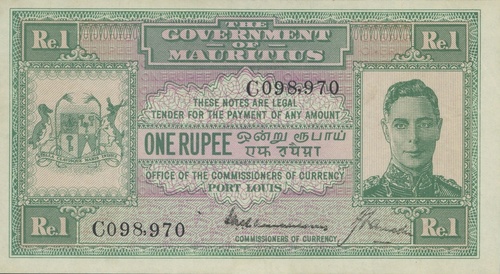 THE
GOVERNMENT
OF
MAURITIUS
Re.1
Re.1
C098,970
THESE NOTES ARE LEGAL
TENDER FOR THE PAYMENT OF ANY AMOUNT
ONE RUPEE ஒன்று ரூபாய்
एक रुपया
OFFICE OF THE COMMISSIONERS OF CURRENCY
PORT LOUIS
Re.1
C098,970
COMMISSIONERS OF CURRENCY
Re.1